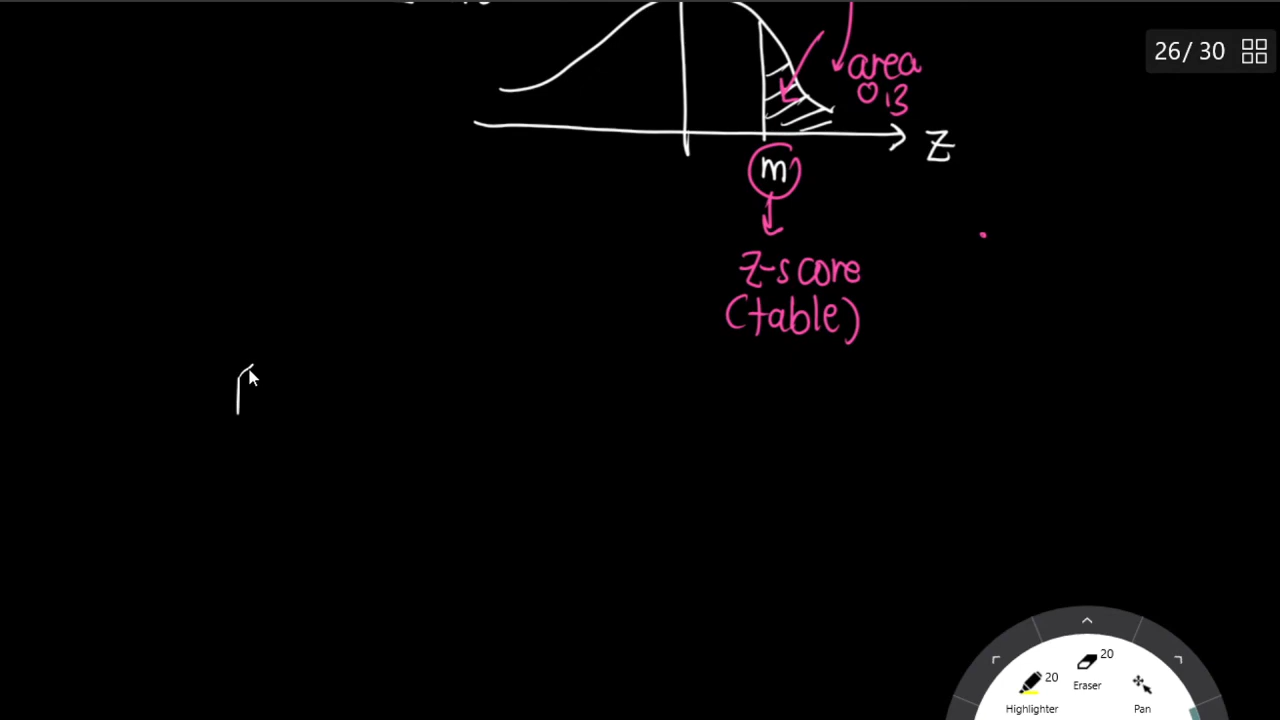 26/ 30
area
0.13
Z
m
Z-score
(table)
20
20
Eraser
Highlighter
Pan